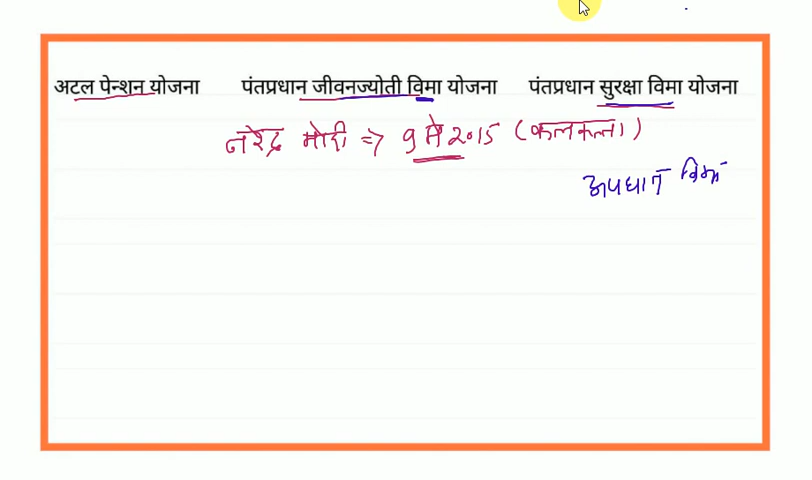 अटल पेन्शन योजना पंतप्रधान जीवनज्योती विमा योजना पंतप्रधान सुरक्षा विमा योजना
नरेंद्र मोदी => 9 मे 2015 (कलकत्ता)
अपघात विमा